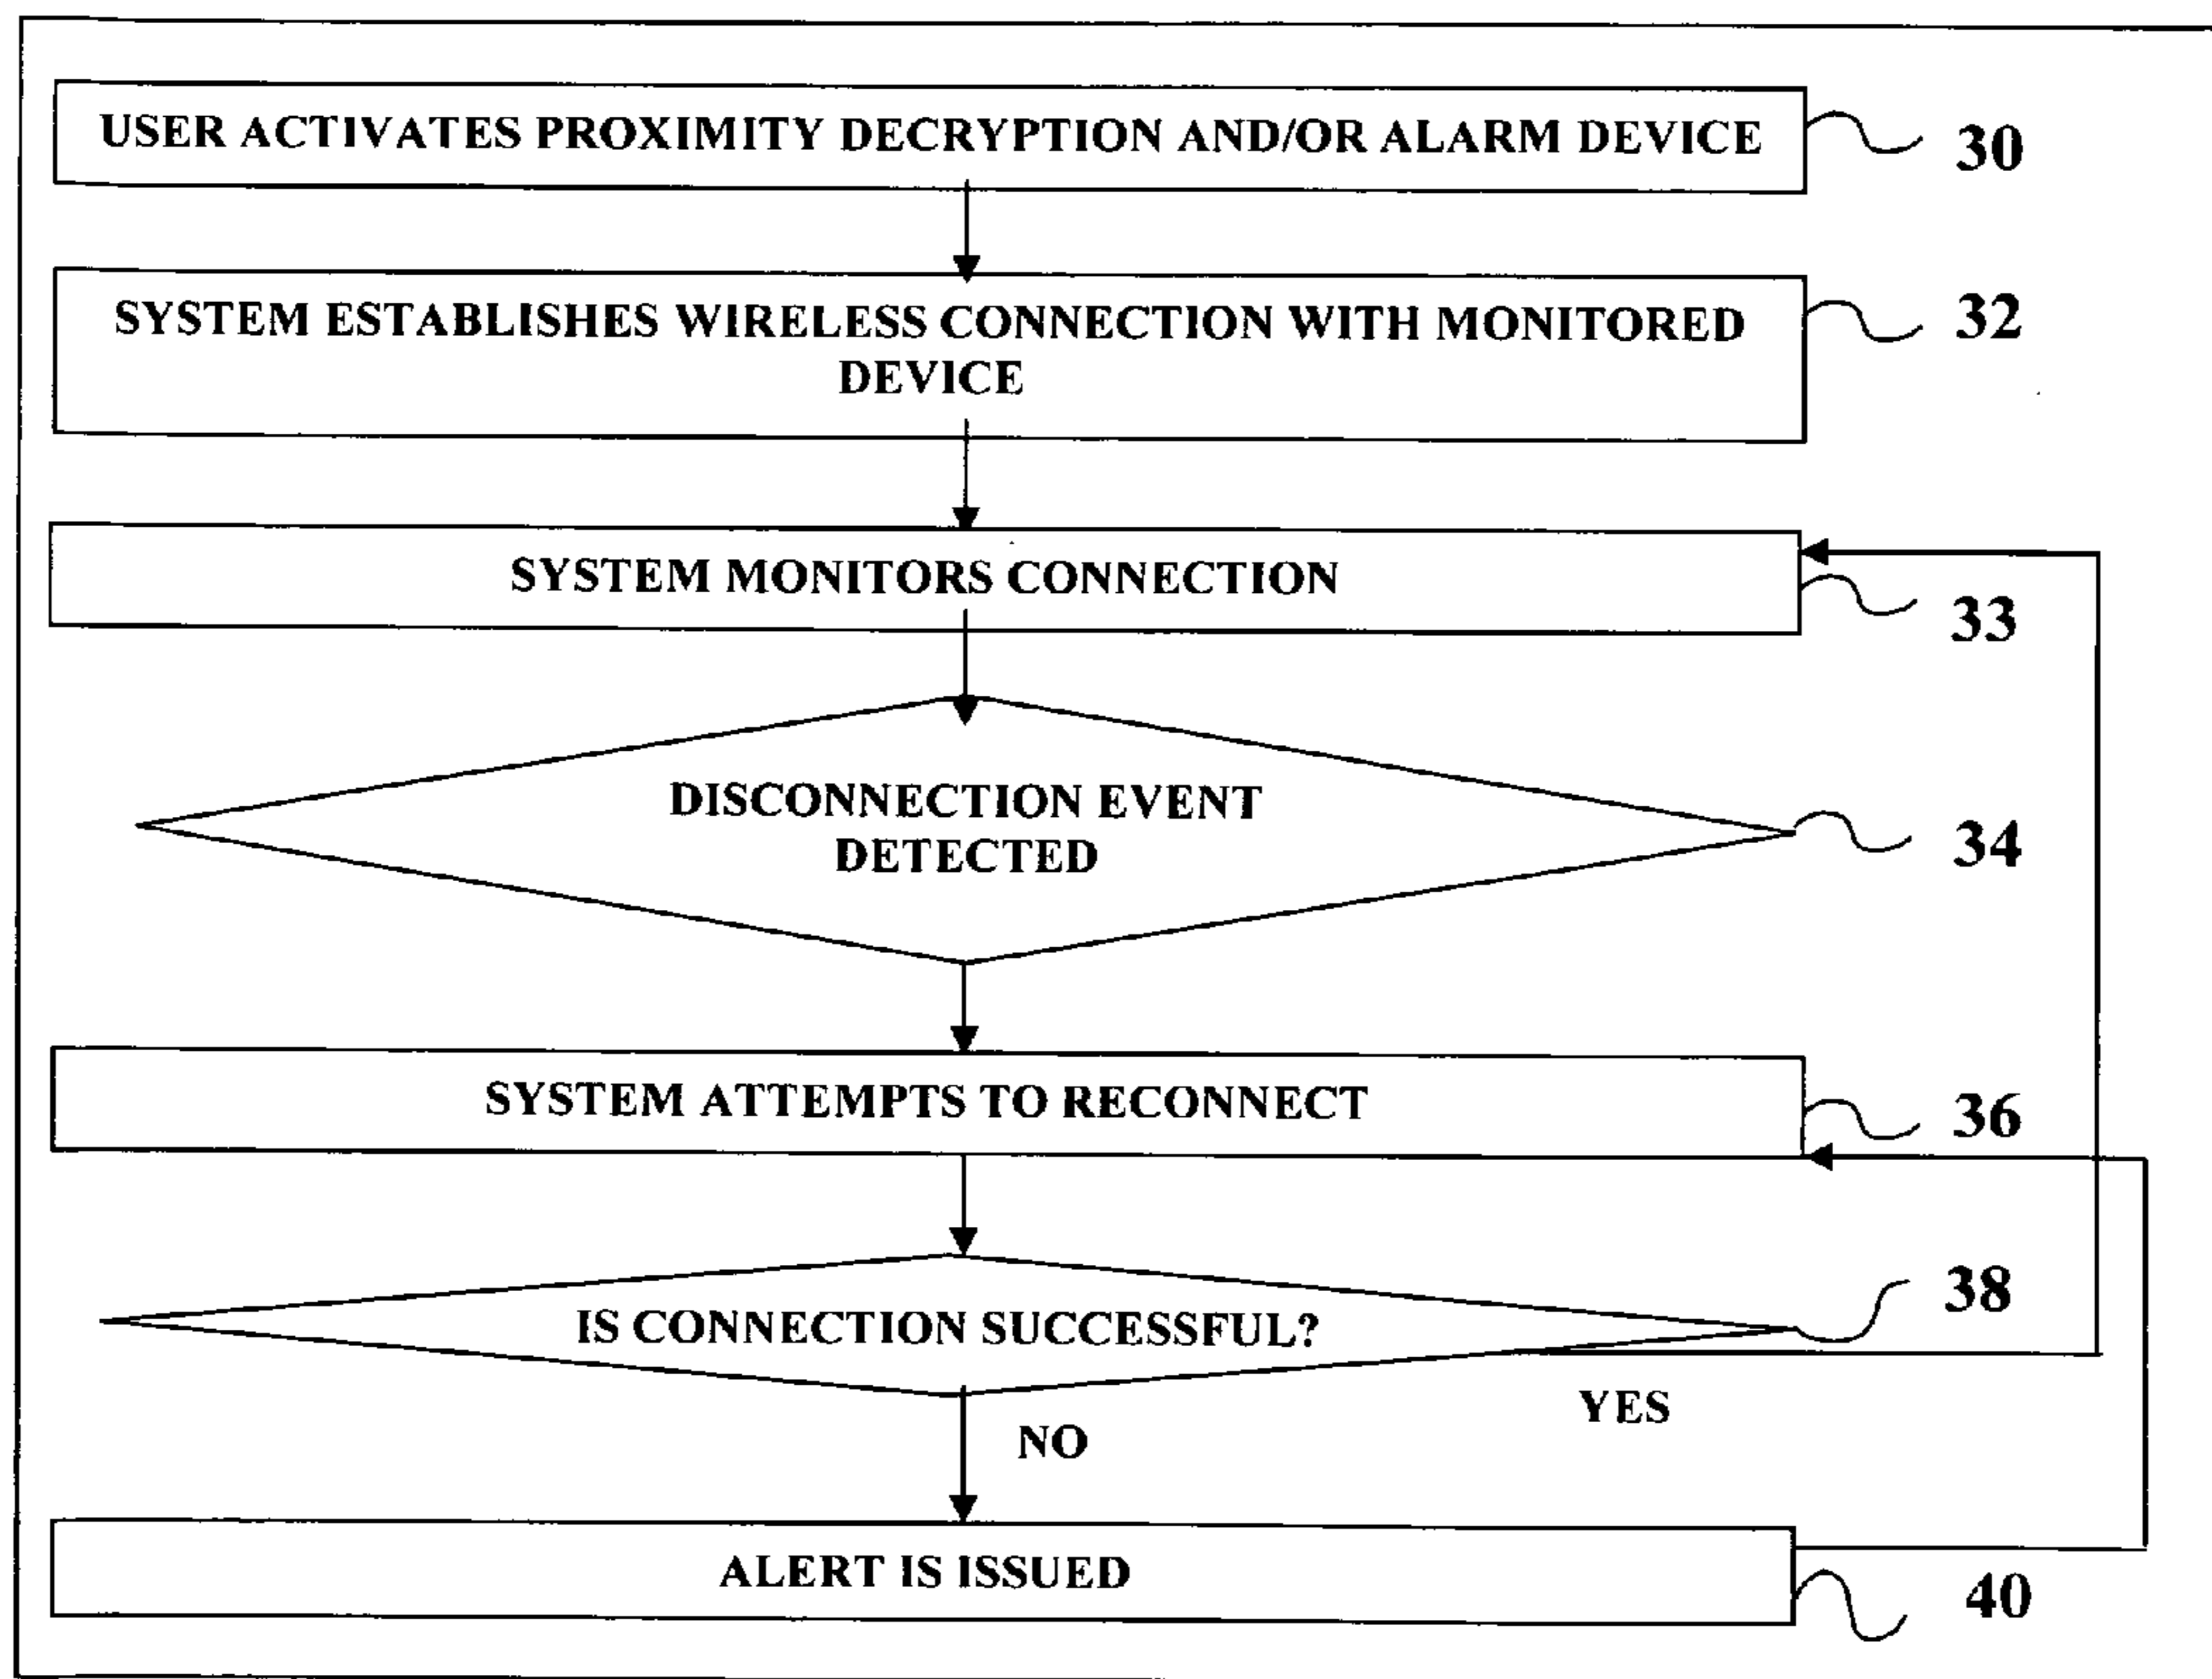 USER ACTIVATES PROXIMITY DECRYPTION AND/OR ALARM DEVICE
30
SYSTEM ESTABLISHES WIRELESS CONNECTION WITH MONITORED
DEVICE
32
SYSTEM MONITORS CONNECTION
33
DISCONNECTION EVENT
DETECTED
34
SYSTEM ATTEMPTS TO RECONNECT
36
IS CONNECTION SUCCESSFUL?
38
YES
NO
ALERT IS ISSUED
40